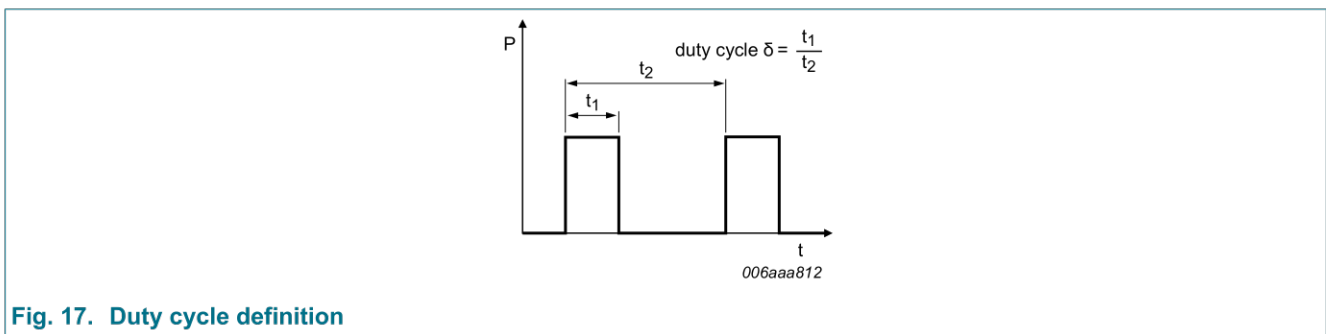 P
duty cycle δ = t1/t2
t2
t1
t
006aaa812
Fig. 17. Duty cycle definition